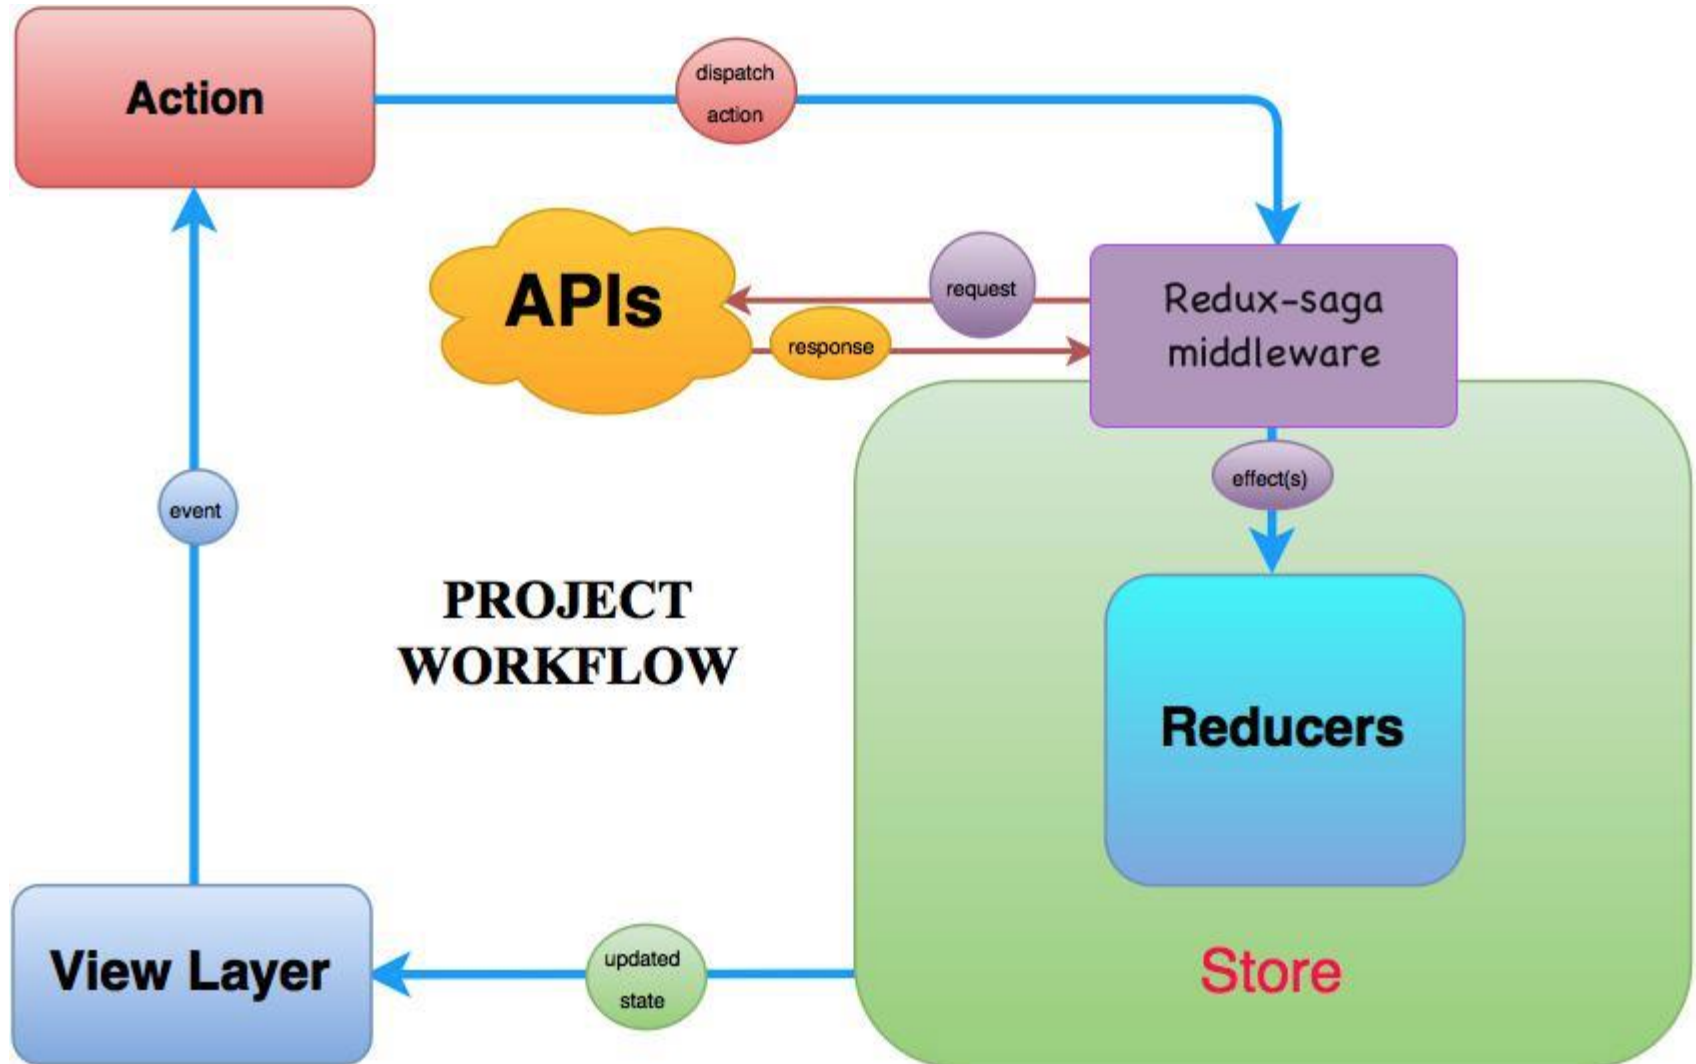 Action
dispatch
action
APIs
request
response
Redux-saga
middleware
effect(s)
event
PROJECT
WORKFLOW
Reducers
View Layer
updated
state
Store